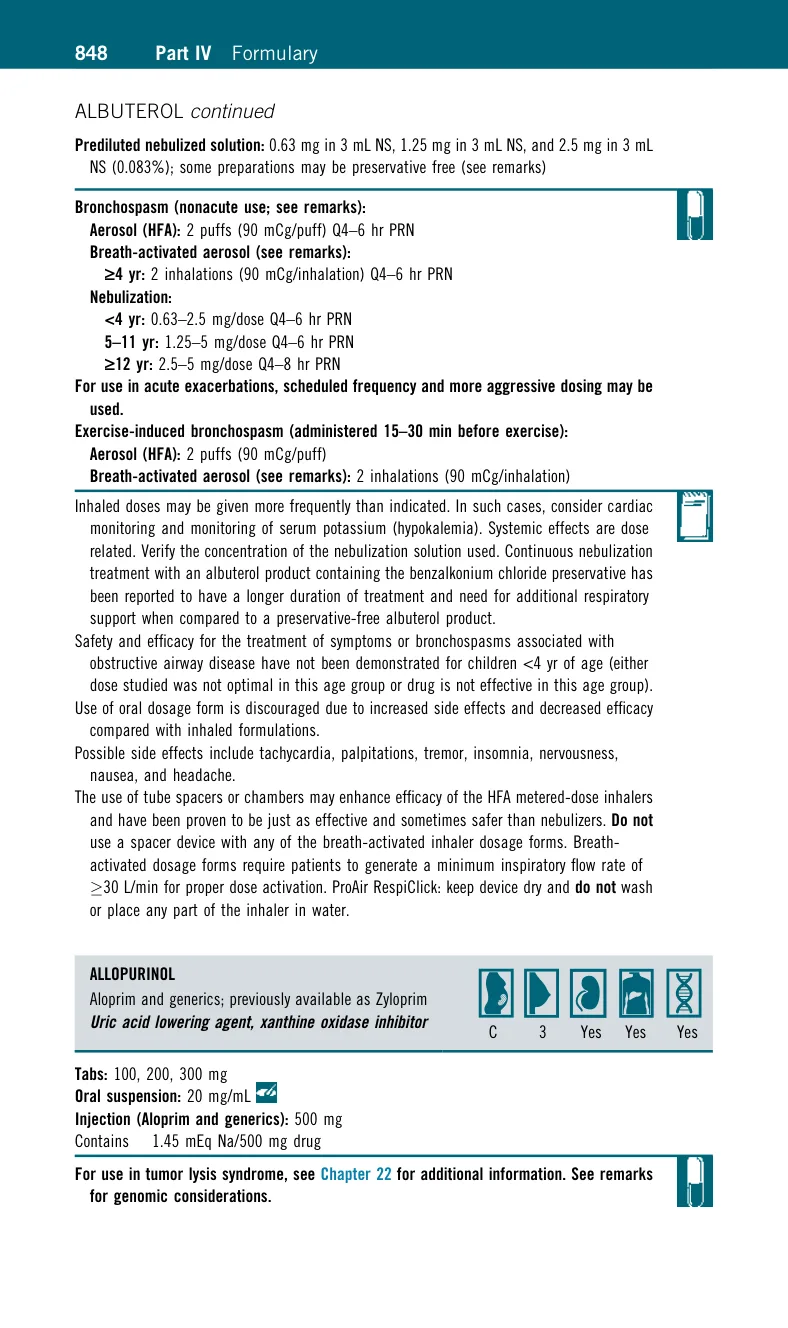 848 Part IV Formulary
ALBUTEROL continued
Prediluted nebulized solution: 0.63 mg in 3 mL NS, 1.25 mg in 3 mL NS, and 2.5 mg in 3 mL
NS (0.083%); some preparations may be preservative free (see remarks)
Bronchospasm (nonacute use; see remarks):
Aerosol (HFA): 2 puffs (90 mCg/puff) Q4–6 hr PRN
Breath-activated aerosol (see remarks):
≥4 yr: 2 inhalations (90 mCg/inhalation) Q4–6 hr PRN
Nebulization:
<4 yr: 0.63–2.5 mg/dose Q4–6 hr PRN
5–11 yr: 1.25–5 mg/dose Q4–6 hr PRN
≥12 yr: 2.5–5 mg/dose Q4–8 hr PRN
For use in acute exacerbations, scheduled frequency and more aggressive dosing may be
used.
Exercise-induced bronchospasm (administered 15–30 min before exercise):
Aerosol (HFA): 2 puffs (90 mCg/puff)
Breath-activated aerosol (see remarks): 2 inhalations (90 mCg/inhalation)
Inhaled doses may be given more frequently than indicated. In such cases, consider cardiac
monitoring and monitoring of serum potassium (hypokalemia). Systemic effects are dose
related. Verify the concentration of the nebulization solution used. Continuous nebulization
treatment with an albuterol product containing the benzalkonium chloride preservative has
been reported to have a longer duration of treatment and need for additional respiratory
support when compared to a preservative-free albuterol product.
Safety and efficacy for the treatment of symptoms or bronchospasms associated with
obstructive airway disease have not been demonstrated for children <4 yr of age (either
dose studied was not optimal in this age group or drug is not effective in this age group).
Use of oral dosage form is discouraged due to increased side effects and decreased efficacy
compared with inhaled formulations.
Possible side effects include tachycardia, palpitations, tremor, insomnia, nervousness,
nausea, and headache.
The use of tube spacers or chambers may enhance efficacy of the HFA metered-dose inhalers
and have been proven to be just as effective and sometimes safer than nebulizers. Do not
use a spacer device with any of the breath-activated inhaler dosage forms. Breath-
activated dosage forms require patients to generate a minimum inspiratory flow rate of
≥30 L/min for proper dose activation. ProAir RespiClick: keep device dry and do not wash
or place any part of the inhaler in water.
ALLOPURINOL
Aloprim and generics; previously available as Zyloprim
Uric acid lowering agent, xanthine oxidase inhibitor
C 3 Yes Yes Yes
Tabs: 100, 200, 300 mg
Oral suspension: 20 mg/mL
Injection (Aloprim and generics): 500 mg
Contains 1.45 mEq Na/500 mg drug
For use in tumor lysis syndrome, see Chapter 22 for additional information. See remarks
for genomic considerations.